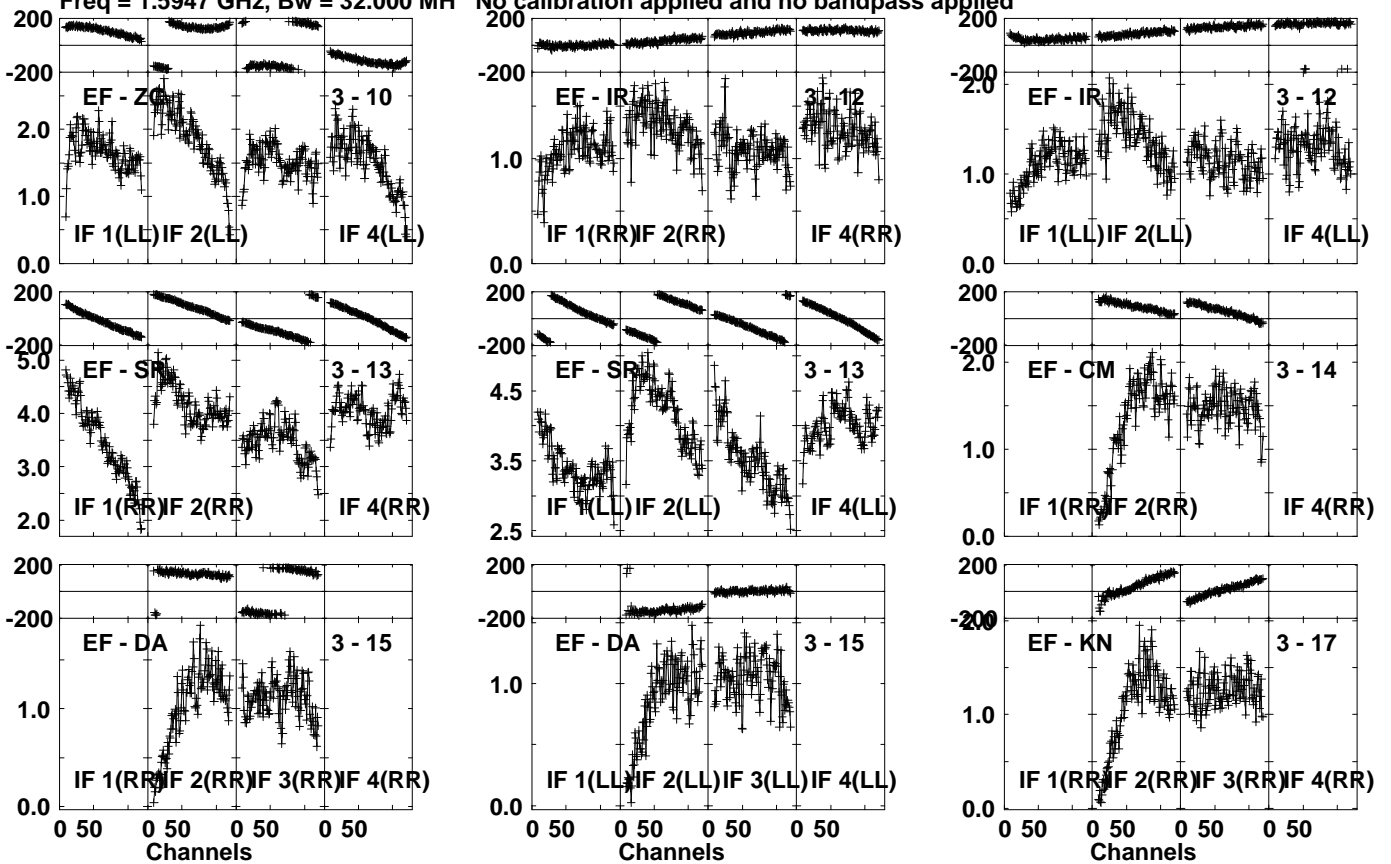 Freq = 1.5947 GHz, Bw = 32.000 MH No calibration applied and no bandpass applied
200 200 200
-200 -200 -200
2.0
EF - ZC 3 - 10 EF - IR 3 - 12 EF - IR 3 - 12
2.0
1.0 1.0 1.0
IF 1(LL) IF 2(LL) IF 4(LL) IF 1(RR) IF 2(RR) IF 4(RR) IF 1(LL) IF 2(LL) IF 4(LL)
0.0 0.0 0.0
200 200 200
-200 -200 -200
5.0 2.0
EF - SR 3 - 13 EF - SR 3 - 13 EF - CM 3 - 14
4.0 4.5
3.0 3.5 1.0
2.0 IF 1(RR) IF 2(RR) IF 4(RR) IF 1(LL) IF 2(LL) IF 4(LL) IF 1(RR) IF 2(RR) IF 4(RR)
2.5 0.0
200 200 200
-200 -200 -200
2.0
EF - DA 3 - 15 EF - DA 3 - 15 EF - KN 3 - 17
1.0 1.0 1.0
IF 1(RR) IF 2(RR) IF 3(RR) IF 4(RR) IF 1(LL) IF 2(LL) IF 3(LL) IF 4(LL) IF 1(RR) IF 2(RR) IF 3(RR) IF 4(RR)
0.0 0.0 0.0
0 50 0 50 0 50 0 50 0 50 0 50 0 50 0 50 0 50 0 50 0 50 0 50
Channels Channels Channels